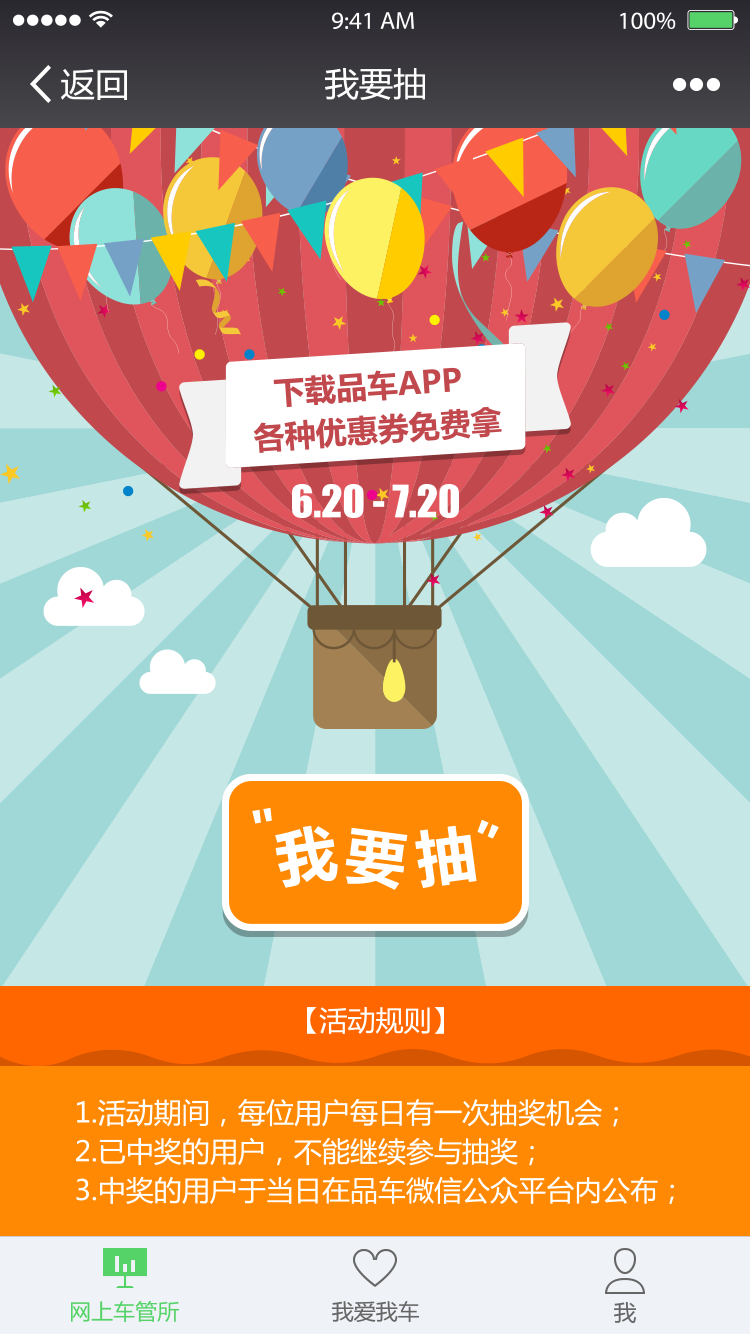 9:41 AM 100%
返回 我要抽
下载品车APP
各种优惠券免费拿
6.20 - 7.20
"我要抽"
【活动规则】
1.活动期间，每位用户每日有一次抽奖机会；
2.已中奖的用户，不能继续参与抽奖；
3.中奖的用户于当日在品车微信公众平台内公布；
网上车管所 我爱我车 我